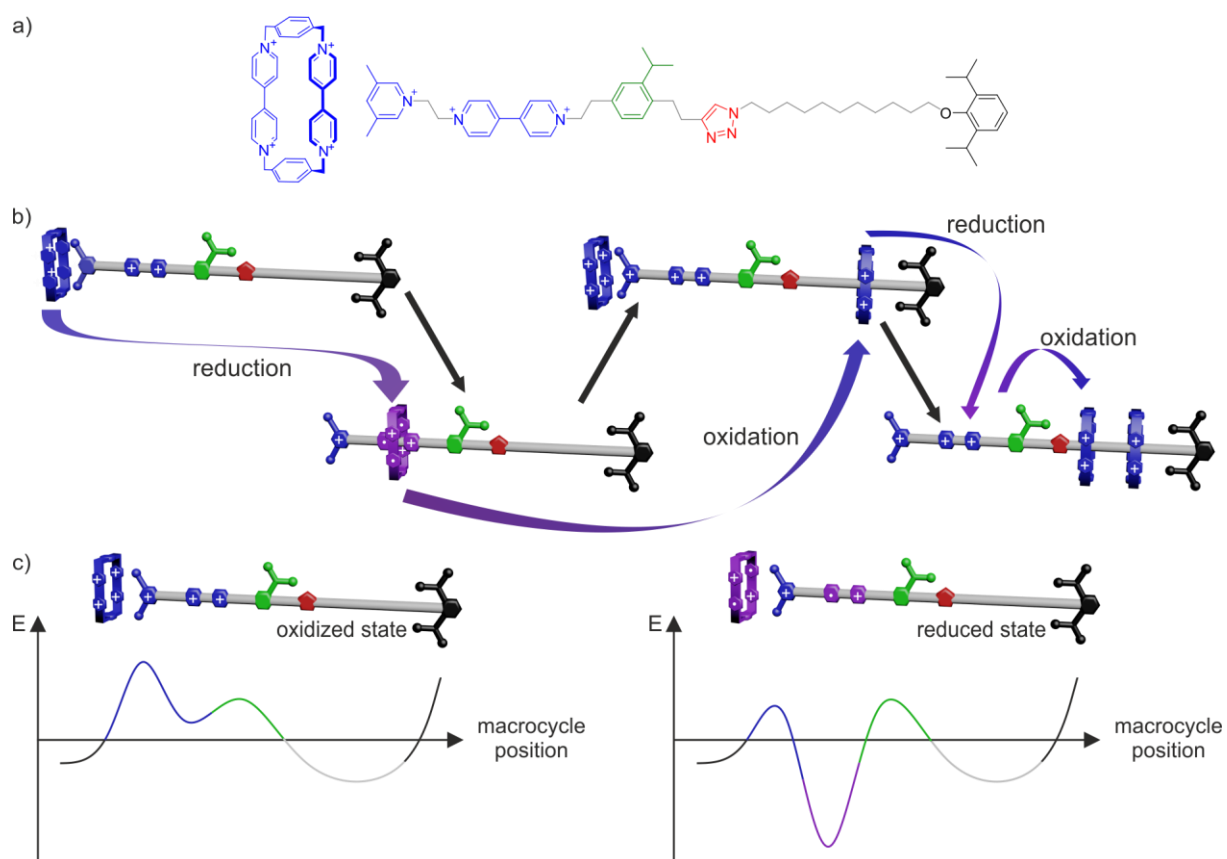 a)
N+
N+
N+
N+
N+
N+
N+
N
N
N
O
b)
reduction
oxidation
reduction
oxidation
c)
E
oxidized state
macrocycle
position
E
reduced state
macrocycle
position